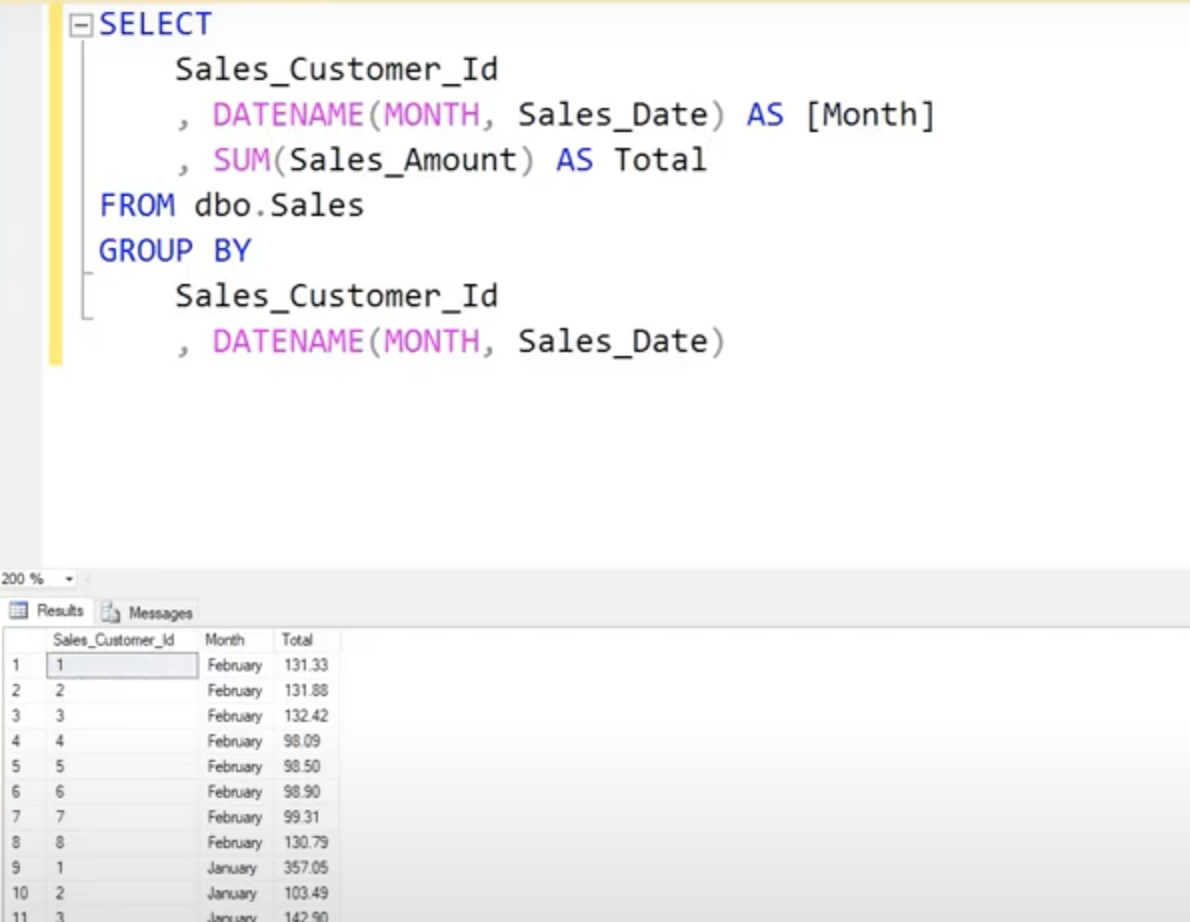 SELECT
Sales_Customer_Id
, DATENAME(MONTH, Sales_Date) AS [Month]
, SUM(Sales_Amount) AS Total
FROM dbo.Sales
GROUP BY
Sales_Customer_Id
, DATENAME(MONTH, Sales_Date)
200 %
Results Messages
Sales_Customer_Id Month Total
1 1 February 131.33
2 2 February 131.88
3 3 February 132.42
4 4 February 98.09
5 5 February 98.50
6 6 February 98.90
7 7 February 99.31
8 8 February 130.79
9 1 January 357.05
10 2 January 103.49
11 3 January 142.90